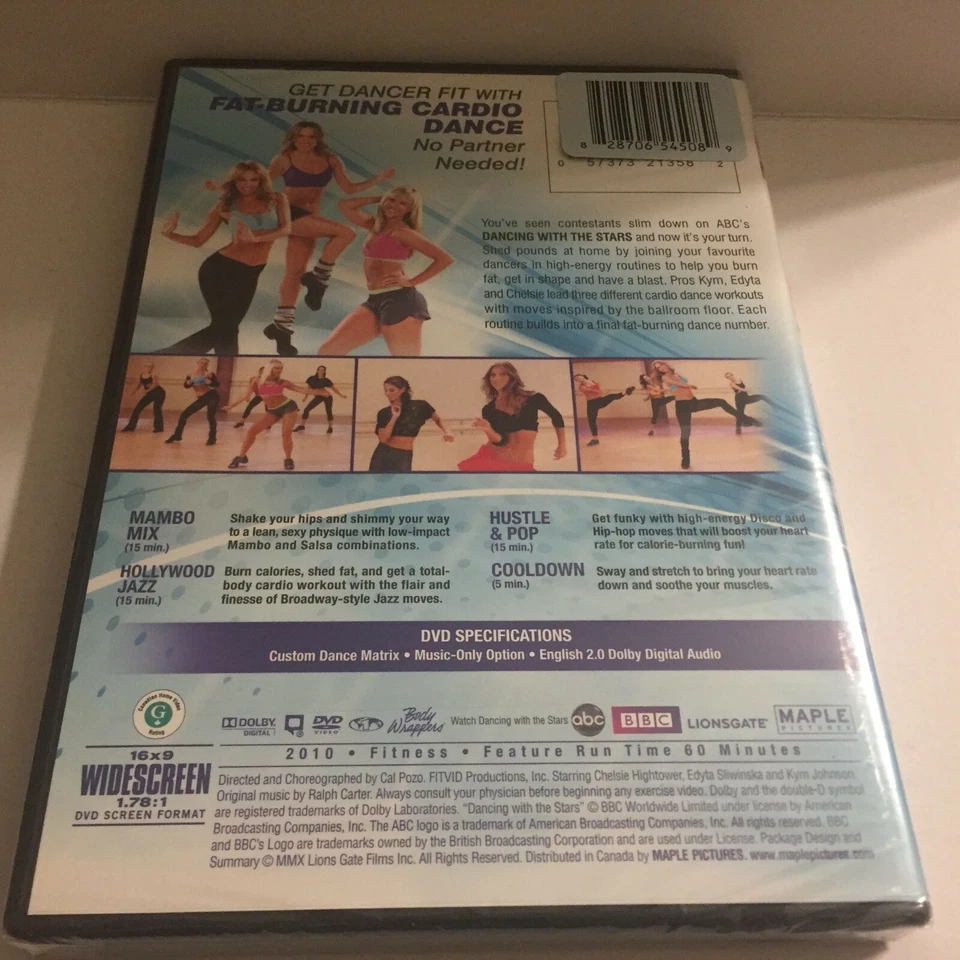 GET DANCER FIT WITH
FAT-BURNING CARDIO
DANCE
No Partner
Needed!
8 28706 54508 9
0 57373 21358 2
You've seen contestants slim down on ABC's
DANCING WITH THE STARS and now it's your turn.
Shed pounds at home by joining your favourite
dancers in high-energy routines to help you burn
fat, get in shape and have a blast. Pros Kym, Edyta
and Chelsie lead three different cardio dance workouts
with moves inspired by the ballroom floor. Each
routine builds into a final fat-burning dance number.
MAMBO
MIX
(15 min.)
Shake your hips and shimmy your way
to a lean, sexy physique with low-impact
Mambo and Salsa combinations.
HUSTLE
& POP
(15 min.)
Get funky with high-energy Disco and
Hip-hop moves that will boost your heart
rate for calorie-burning fun!
HOLLYWOOD
JAZZ
(15 min.)
Burn calories, shed fat, and get a total-
body cardio workout with the flair and
finesse of Broadway-style Jazz moves.
COOLDOWN
(5 min.)
Sway and stretch to bring your heart rate
down and soothe your muscles.
DVD SPECIFICATIONS
Custom Dance Matrix • Music-Only Option • English 2.0 Dolby Digital Audio
Canadian Home Video
G
DOLBY DIGITAL
DVD VIDEO
Body Wrappers
Watch Dancing with the Stars abc
BBC
LIONSGATE
MAPLE PICTURES
2010 • Fitness • Feature Run Time 60 Minutes
16x9
WIDESCREEN
1.78:1
DVD SCREEN FORMAT
Directed and Choreographed by Cal Pozo. FITVID Productions, Inc. Starring Chelsie Hightower, Edyta Sliwinska and Kym Johnson.
Original music by Ralph Carter. Always consult your physician before beginning any exercise video. Dolby and the double-D symbol
are registered trademarks of Dolby Laboratories. "Dancing with the Stars" © BBC Worldwide Limited under license by American
Broadcasting Companies, Inc. The ABC logo is a trademark of American Broadcasting Companies, Inc. All rights reserved. BBC
and BBC's Logo are trademarks owned by the British Broadcasting Corporation and are used under License. Package Design and
Summary © MMX Lions Gate Films Inc. All Rights Reserved. Distributed in Canada by MAPLE PICTURES. www.maplepictures.com